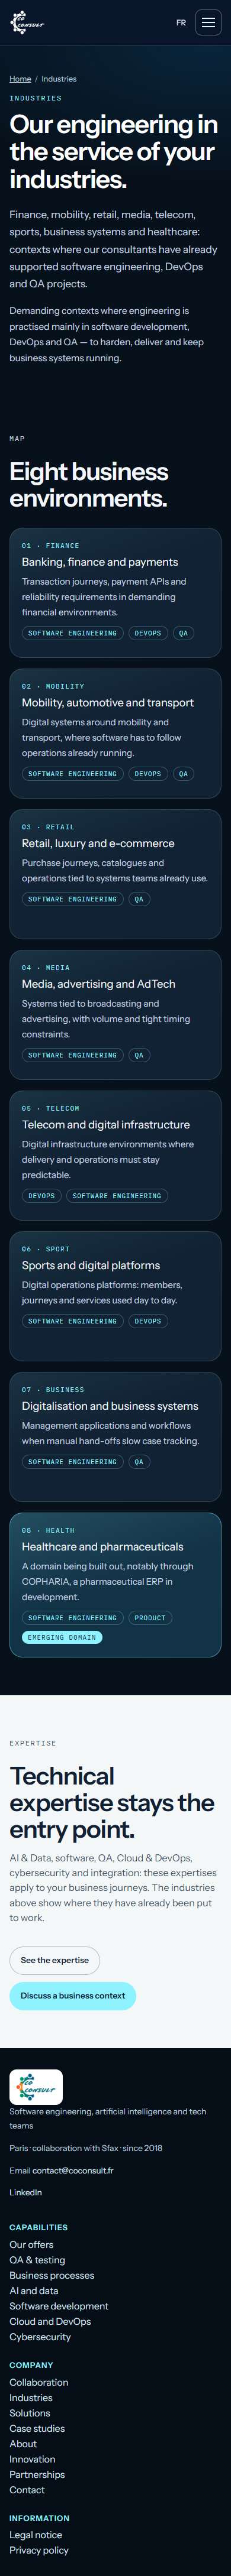 CO CONSULT
FR
Home / Industries
INDUSTRIES
Our engineering in
the service of your
industries.
Finance, mobility, retail, media, telecom,
sports, business systems and healthcare:
contexts where our consultants have already
supported software engineering, DevOps
and QA projects.
Demanding contexts where engineering is
practised mainly in software development,
DevOps and QA — to harden, deliver and keep
business systems running.
MAP
Eight business
environments.
01 · FINANCE
Banking, finance and payments
Transaction journeys, payment APIs and
reliability requirements in demanding
financial environments.
SOFTWARE ENGINEERING DEVOPS QA
02 · MOBILITY
Mobility, automotive and transport
Digital systems around mobility and
transport, where software has to follow
operations already running.
SOFTWARE ENGINEERING DEVOPS QA
03 · RETAIL
Retail, luxury and e-commerce
Purchase journeys, catalogues and
operations tied to systems teams already use.
SOFTWARE ENGINEERING QA
04 · MEDIA
Media, advertising and AdTech
Systems tied to broadcasting and
advertising, with volume and tight timing
constraints.
SOFTWARE ENGINEERING QA
05 · TELECOM
Telecom and digital infrastructure
Digital infrastructure environments where
delivery and operations must stay
predictable.
DEVOPS SOFTWARE ENGINEERING
06 · SPORT
Sports and digital platforms
Digital operations platforms: members,
journeys and services used day to day.
SOFTWARE ENGINEERING DEVOPS
07 · BUSINESS
Digitalisation and business systems
Management applications and workflows
when manual hand-offs slow case tracking.
SOFTWARE ENGINEERING QA
08 · HEALTH
Healthcare and pharmaceuticals
A domain being built out, notably through
COPHARIA, a pharmaceutical ERP in
development.
SOFTWARE ENGINEERING PRODUCT
EMERGING DOMAIN
EXPERTISE
Technical
expertise stays the
entry point.
AI & Data, software, QA, Cloud & DevOps,
cybersecurity and integration: these expertises
apply to your business journeys. The industries
above show where they have already been put
to work.
See the expertise
Discuss a business context
CO CONSULT
Software engineering, artificial intelligence and tech
teams
Paris · collaboration with Sfax · since 2018
Email contact@coconsult.fr
LinkedIn
CAPABILITIES
Our offers
QA & testing
Business processes
AI and data
Software development
Cloud and DevOps
Cybersecurity
COMPANY
Collaboration
Industries
Solutions
Case studies
About
Innovation
Partnerships
Contact
INFORMATION
Legal notice
Privacy policy